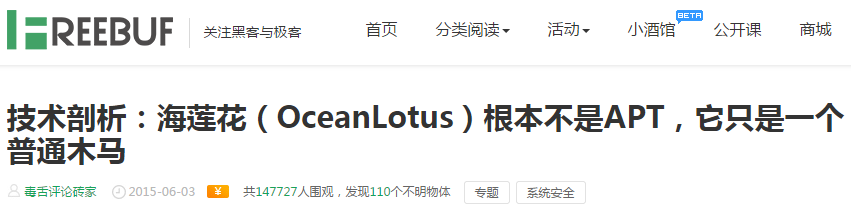 FREEBUF 关注黑客与极客 首页 分类阅读 活动 小酒馆 BETA 公开课 商城
技术剖析：海莲花（OceanLotus）根本不是APT，它只是一个
普通木马
毒舌评论砖家 2015-06-03 ¥ 共147727人围观，发现110个不明物体 专题 系统安全